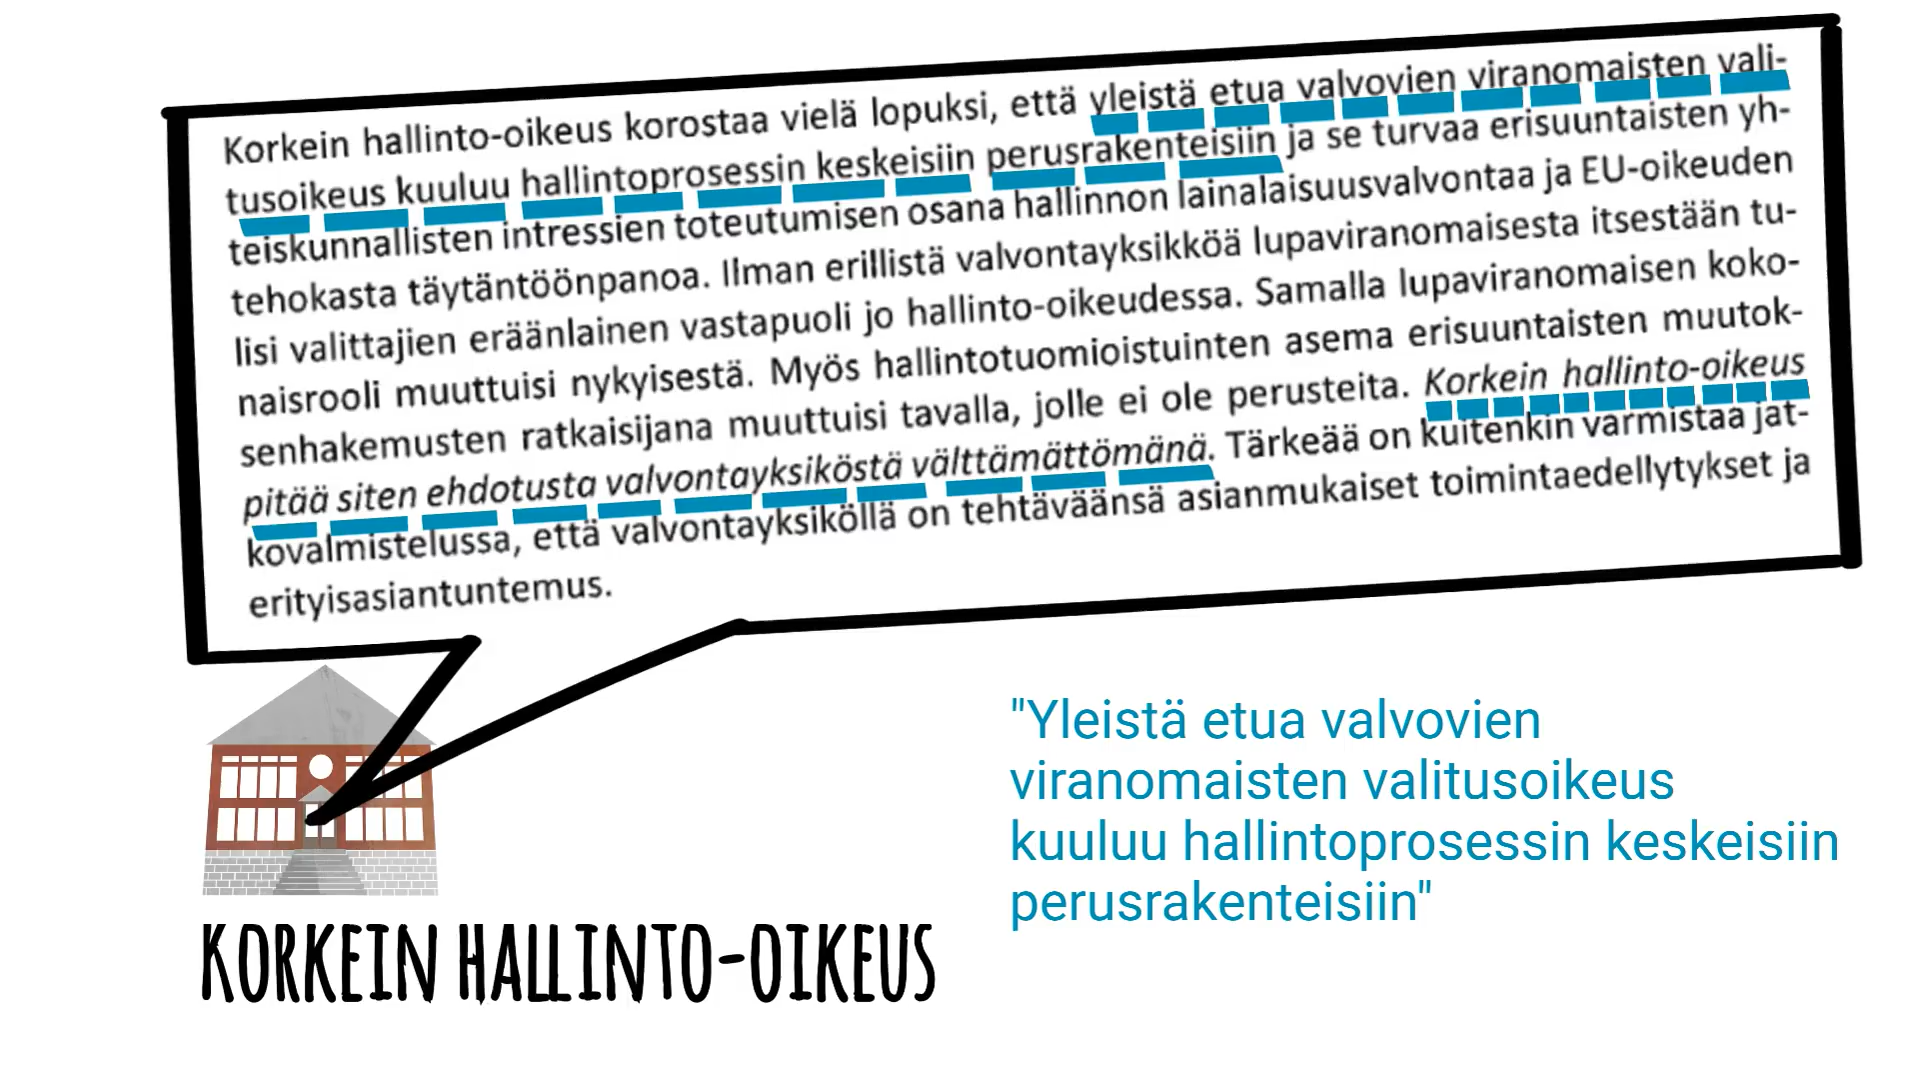 Korkein hallinto-oikeus korostaa vielä lopuksi, että yleistä etua valvovien viranomaisten vali-
tusoikeus kuuluu hallintoprosessin keskeisiin perusrakenteisiin ja se turvaa erisuuntaisten yh-
teiskunnallisten intressien toteutumisen osana hallinnon lainalaisuusvalvontaa ja EU-oikeuden
tehokasta täytäntöönpanoa. Ilman erillistä valvontayksikköä lupaviranomaisesta itsestään tu-
lisi valittajien eräänlainen vastapuoli jo hallinto-oikeudessa. Samalla lupaviranomaisen koko-
naisrooli muuttuisi nykyisestä. Myös hallintotuomioistuinten asema erisuuntaisten muutok-
senhakemusten ratkaisijana muuttuisi tavalla, jolle ei ole perusteita. Korkein hallinto-oikeus
pitää siten ehdotusta valvontayksiköstä välttämättömänä. Tärkeää on kuitenkin varmistaa jat-
kovalmistelussa, että valvontayksiköllä on tehtäväänsä asianmukaiset toimintaedellytykset ja
erityisasiantuntemus.
"Yleistä etua valvovien
viranomaisten valitusoikeus
kuuluu hallintoprosessin keskeisiin
perusrakenteisiin"
KORKEIN HALLINTO-OIKEUS